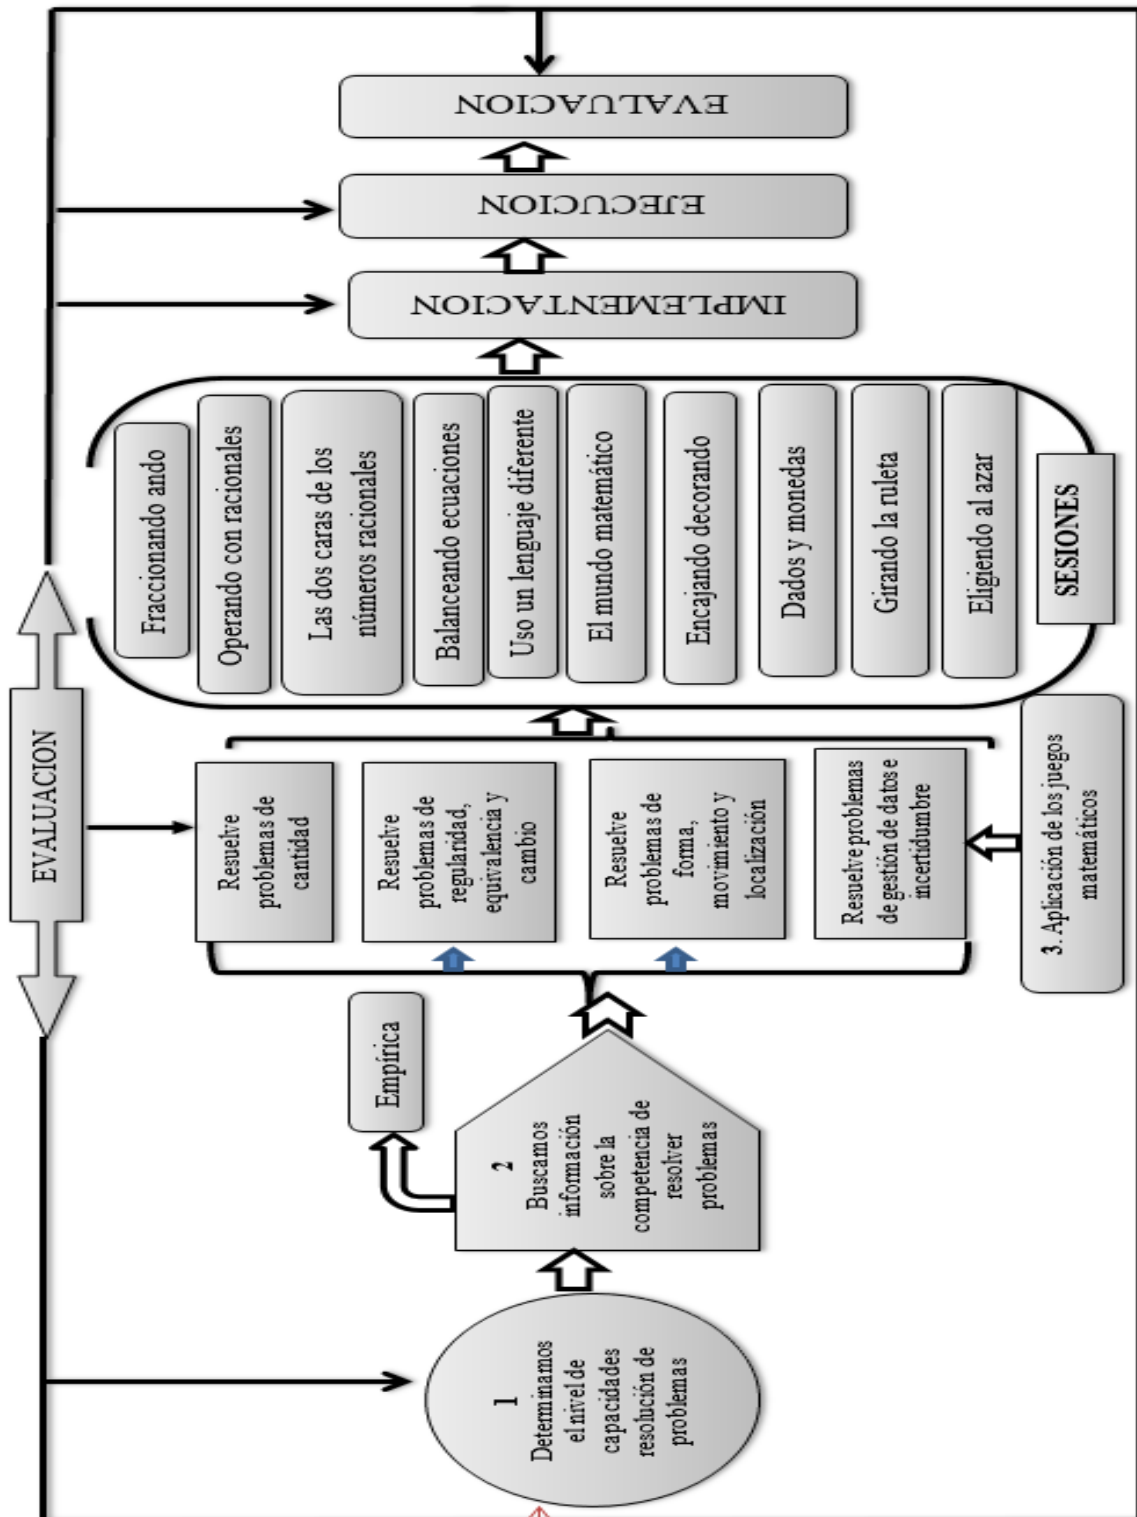 EVALUACION
1
Determinamos
el nivel de
capacidades
resolución de
problemas
2
Buscamos
información
sobre la
competencia de
resolver
problemas
Empírica
Resuelve
problemas de
cantidad
Resuelve
problemas de
regularidad,
equivalencia y
cambio
Resuelve
problemas de
forma,
movimiento y
localización
Resuelve problemas
de gestión de datos e
incertidumbre
3. Aplicación de los juegos
matemáticos
Fraccionando ando
Operando con racionales
Las dos caras de los
números racionales
Balanceando ecuaciones
Uso un lenguaje diferente
El mundo matemático
Encajando decorando
Dados y monedas
Girando la ruleta
Eligiendo al azar
SESIONES
IMPLEMENTACION
EJECUCION
EVALUACION